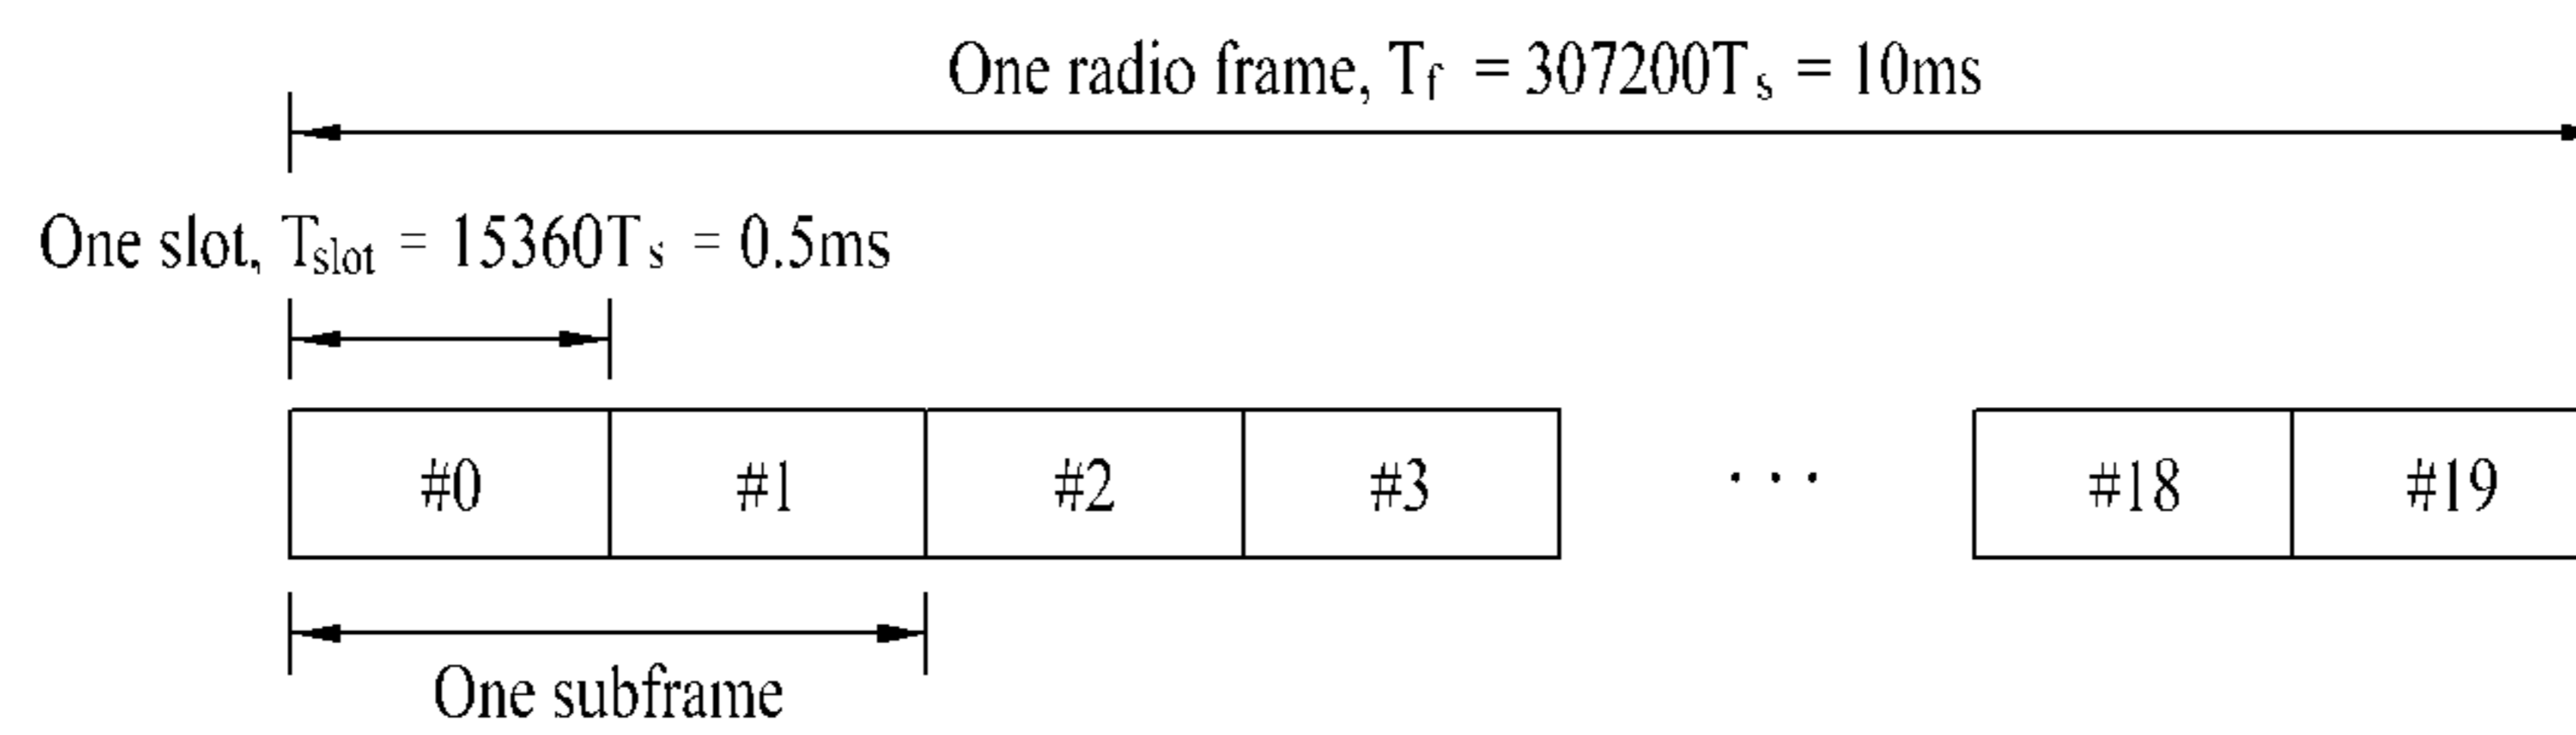 One radio frame, Tf = 307200Ts = 10ms
One slot, Tslot = 15360Ts = 0.5ms
#0 #1 #2 #3 ... #18 #19
One subframe